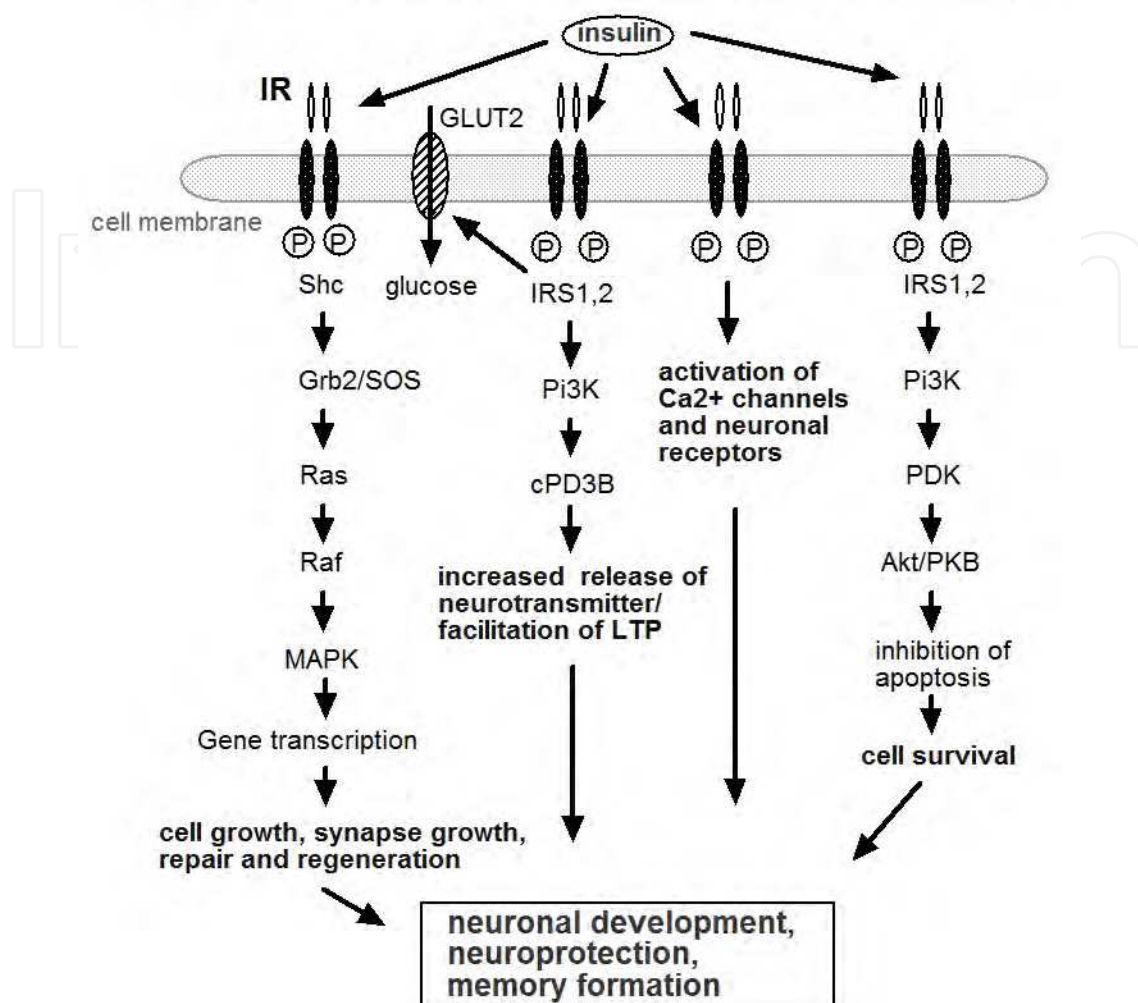 insulin
IR
GLUT2
cell membrane
P P
P P
P P
P P
Shc
glucose
IRS1,2
IRS1,2
Grb2/SOS
Pi3K
activation of
Ca2+ channels
and neuronal
receptors
Pi3K
Ras
cPD3B
PDK
Raf
increased release of
neurotransmitter/
facilitation of LTP
Akt/PKB
MAPK
inhibition of
apoptosis
Gene transcription
cell survival
cell growth, synapse growth,
repair and regeneration
neuronal development,
neuroprotection,
memory formation